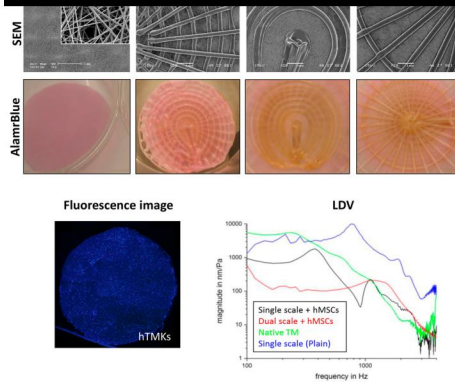 SEM
AlamrBlue
Fluorescence image
hTMKs
LDV
magnitude in nm/Pa
10000
1000
100
10
1
Single scale + hMSCs
Dual scale + hMSCs
Native TM
Single scale (Plain)
100
1000
frequency in Hz